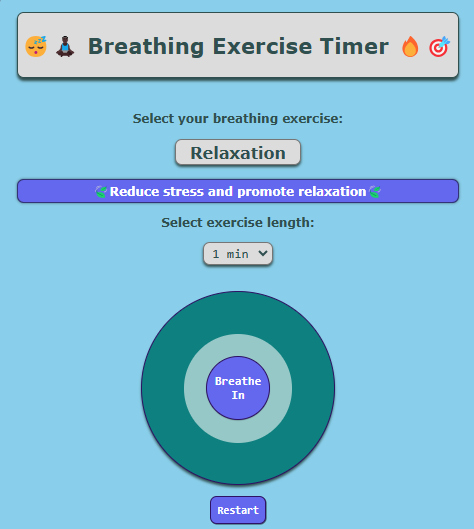 Breathing Exercise Timer
Select your breathing exercise:
Relaxation
Reduce stress and promote relaxation
Select exercise length:
1 min
Breathe
In
Restart